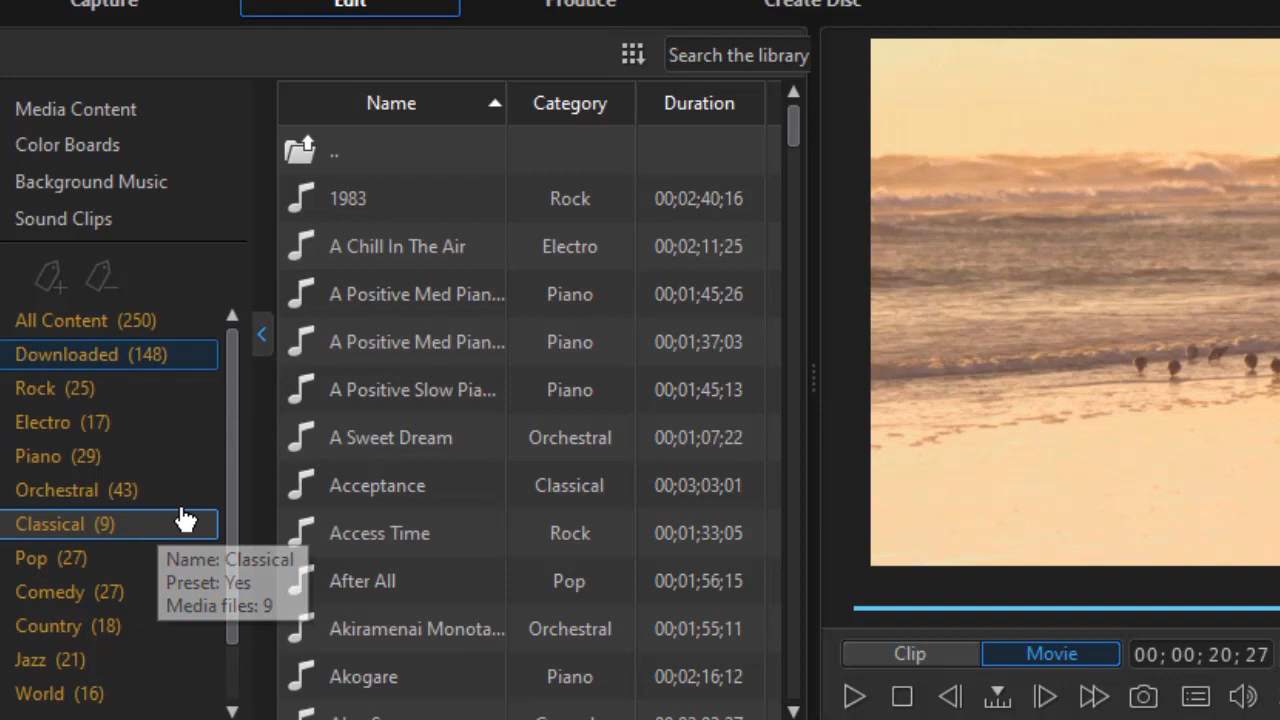 Capture Edit Produce Create Disc
Search the library
Media Content
Color Boards
Background Music
Sound Clips
All Content (250)
Downloaded (148)
Rock (25)
Electro (17)
Piano (29)
Orchestral (43)
Classical (9)
Pop (27)
Comedy (27)
Country (18)
Jazz (21)
World (16)
Name: Classical
Preset: Yes
Media files: 9
Name Category Duration
..
1983 Rock 00;02;40;16
A Chill In The Air Electro 00;02;11;25
A Positive Med Pian... Piano 00;01;45;26
A Positive Med Pian... Piano 00;01;37;03
A Positive Slow Pia... Piano 00;01;45;13
A Sweet Dream Orchestral 00;01;07;22
Acceptance Classical 00;03;03;01
Access Time Rock 00;01;33;05
After All Pop 00;01;56;15
Akiramenai Monota... Orchestral 00;01;55;11
Akogare Piano 00;02;16;12
Clip Movie 00; 00; 20; 27